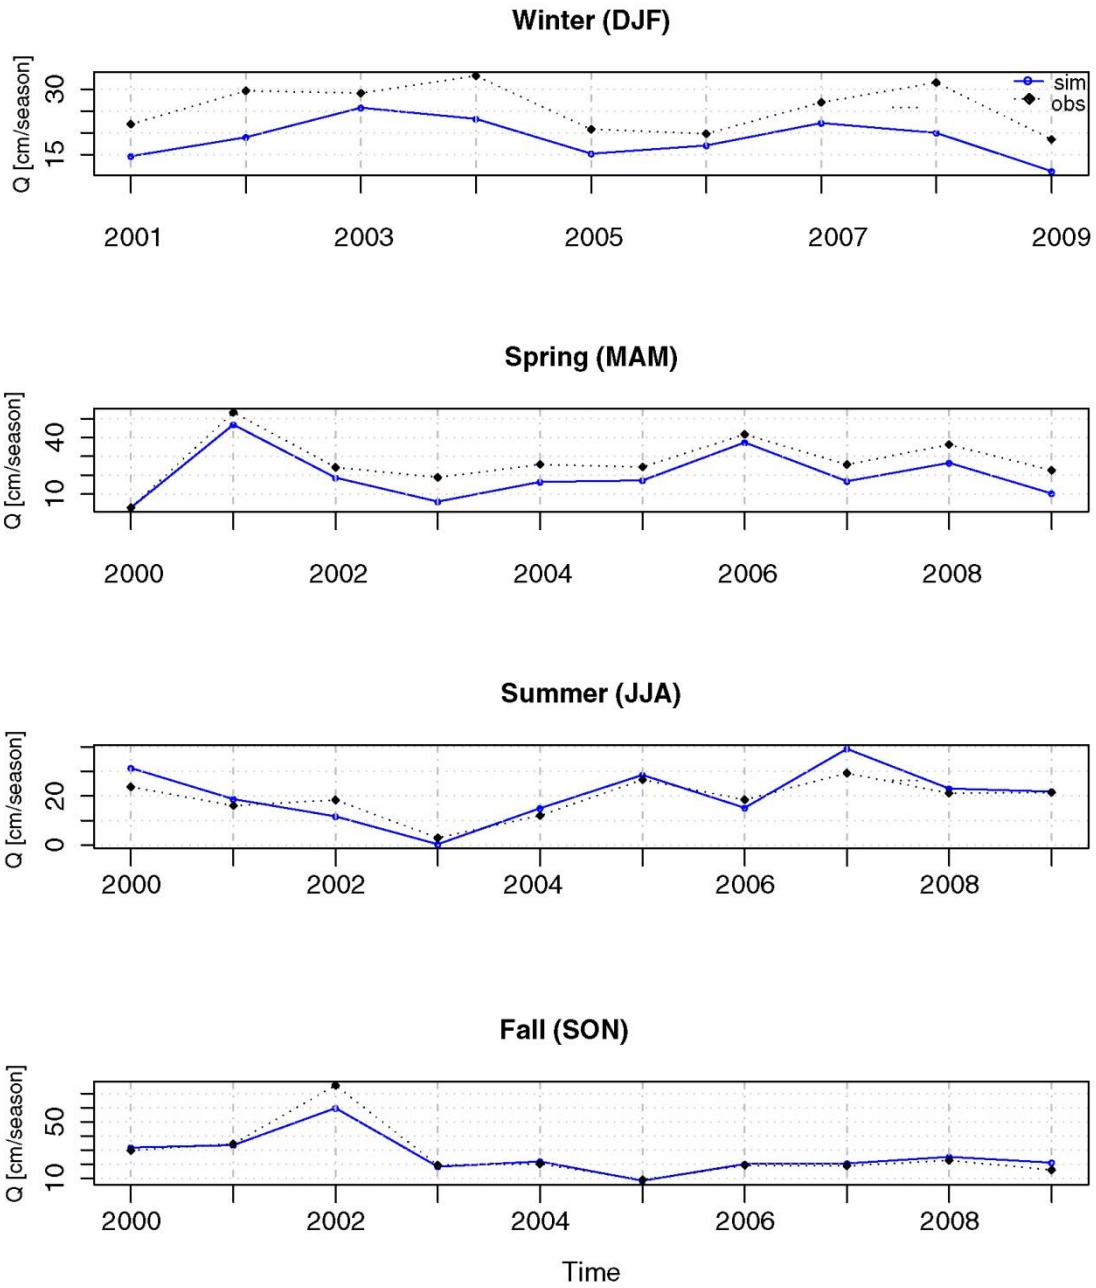 Winter (DJF)
Q [cm/season]
30
15
sim
obs
2001 2003 2005 2007 2009
Spring (MAM)
Q [cm/season]
40
10
2000 2002 2004 2006 2008
Summer (JJA)
Q [cm/season]
20
0
2000 2002 2004 2006 2008
Fall (SON)
Q [cm/season]
50
10
2000 2002 2004 2006 2008
Time